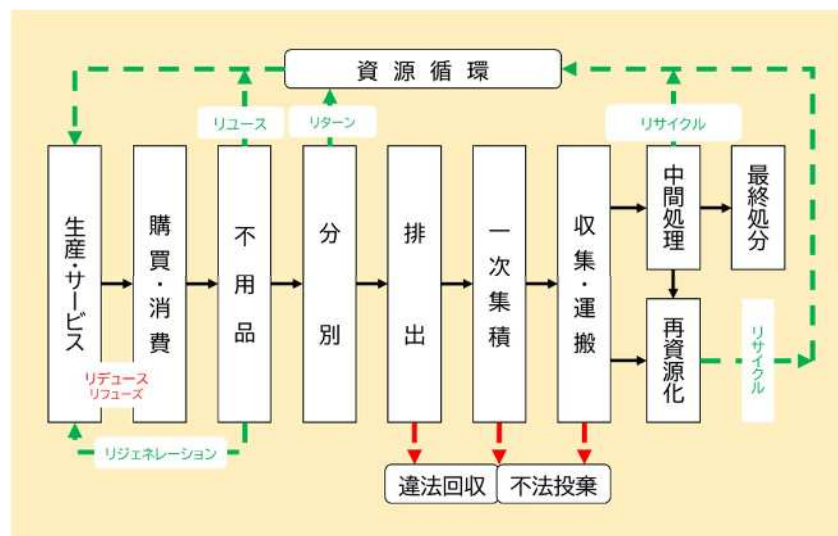 資源循環
リユース
リターン
リサイクル
生産・サービス
購買・消費
不用品
分別
排出
一次集積
収集・運搬
中間処理
最終処分
再資源化
リサイクル
リデュース
リフューズ
リジェネレーション
違法回収
不法投棄